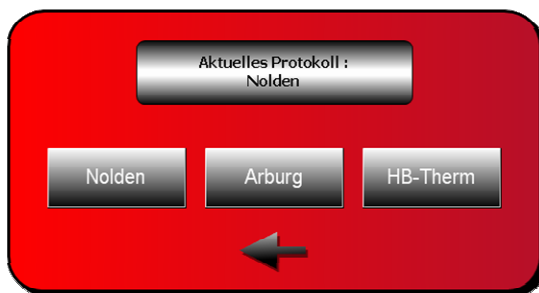 Aktuelles Protokoll :
Nolden
Nolden
Arburg
HB-Therm